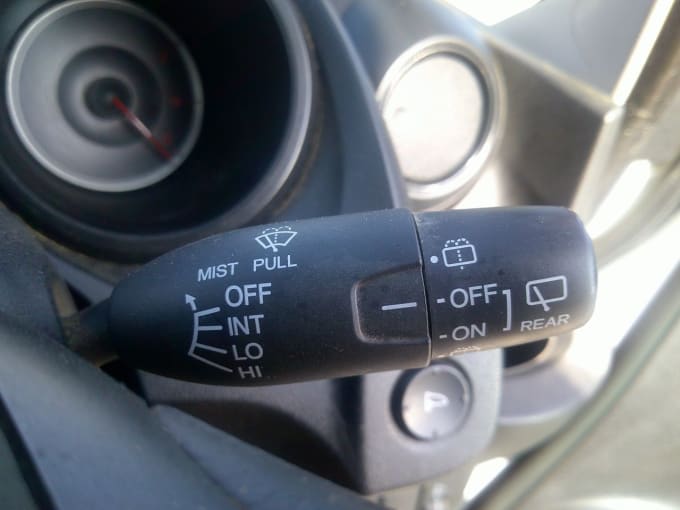 MIST PULL
OFF
INT
LO
HI
OFF
ON
REAR